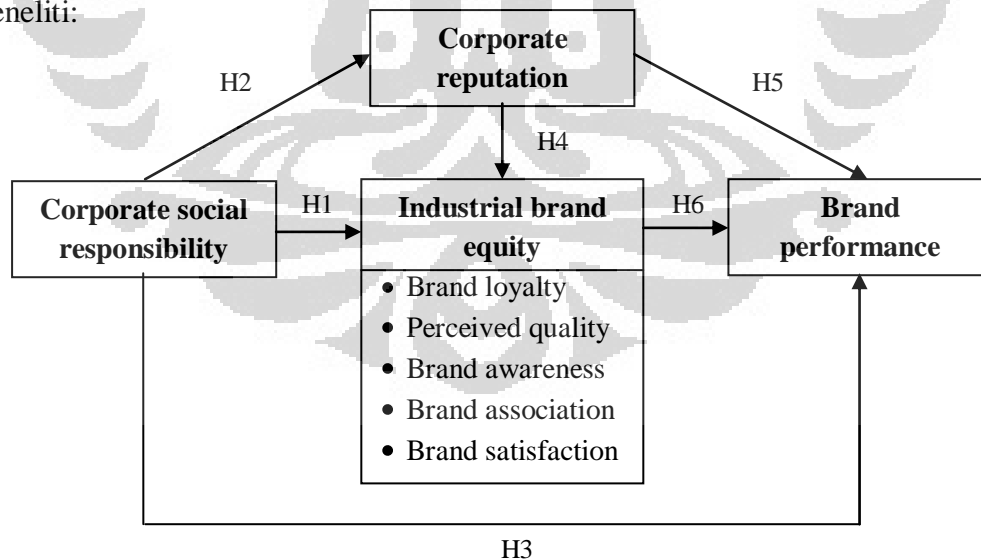 eneliti:
Corporate
reputation
H2
H5
H4
Corporate social
responsibility
H1
Industrial brand
equity
H6
Brand
performance
• Brand loyalty
• Perceived quality
• Brand awareness
• Brand association
• Brand satisfaction
H3